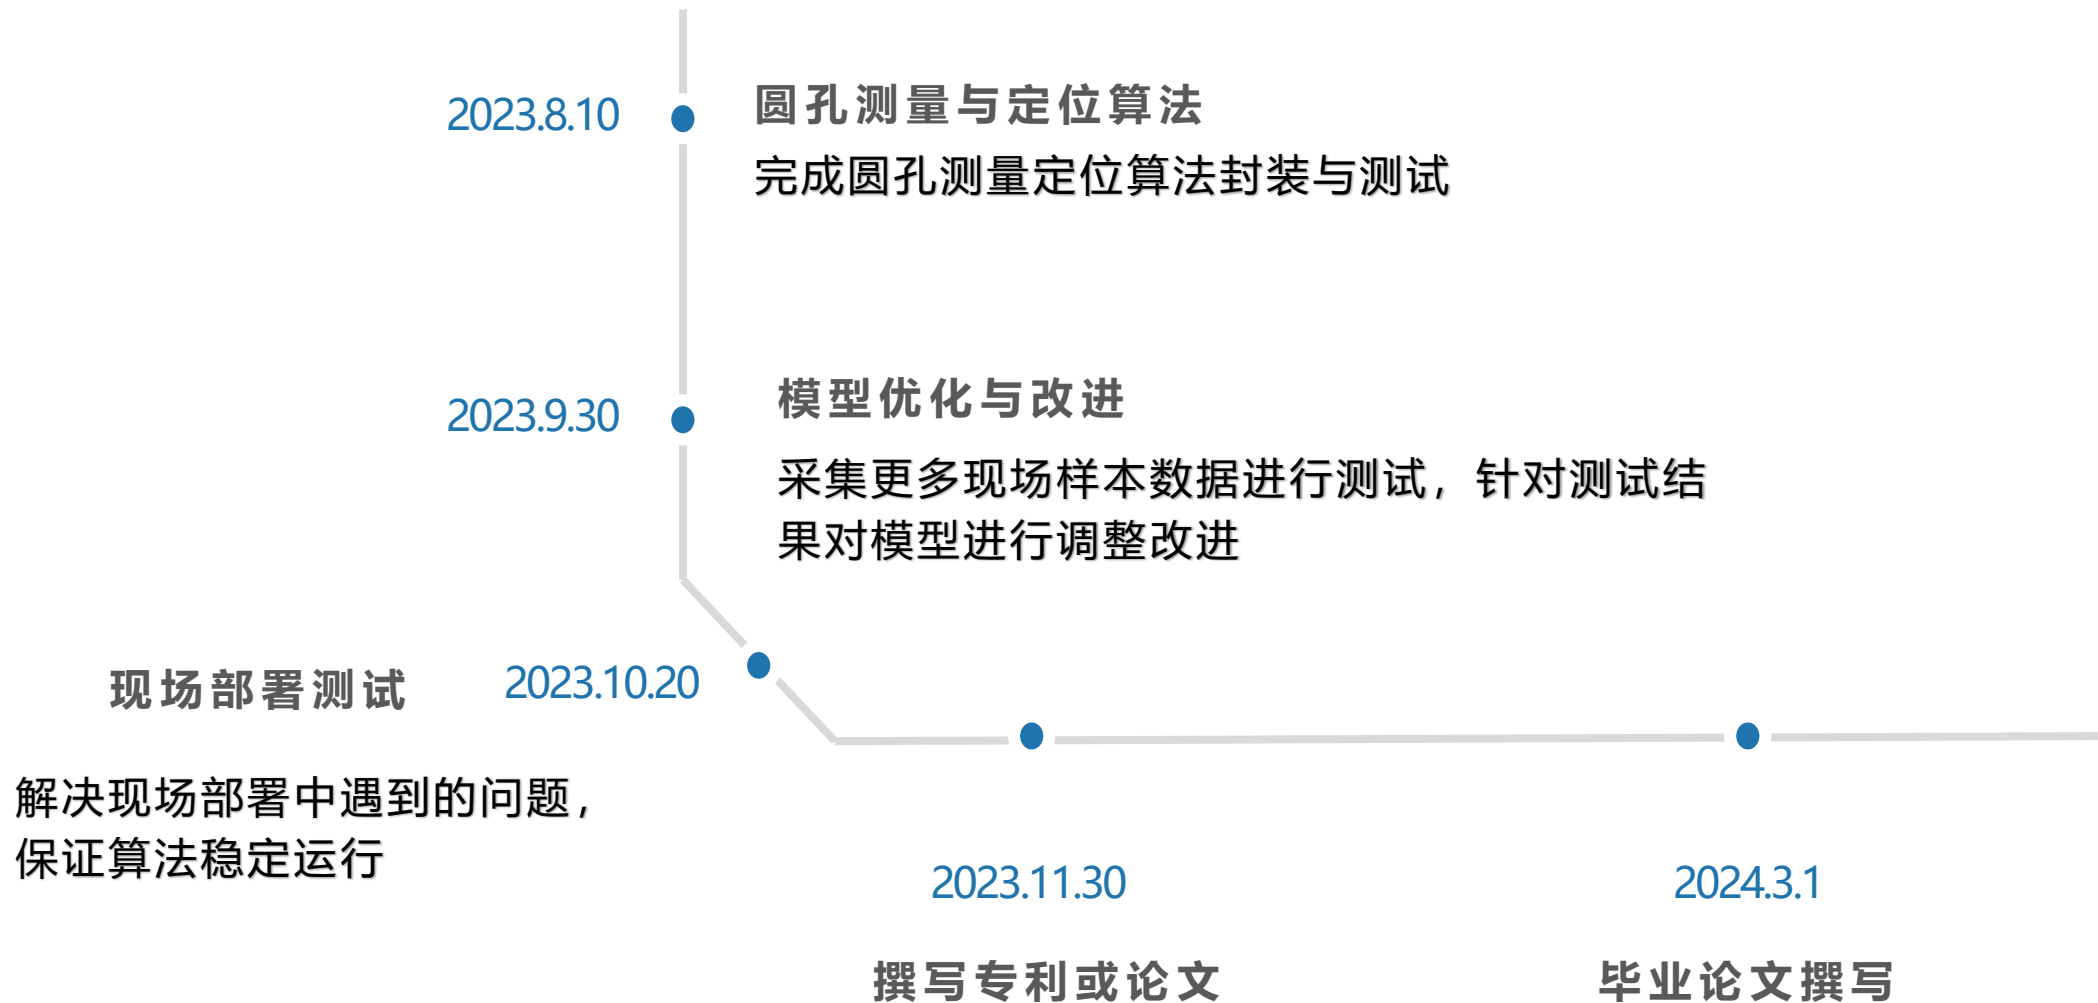 2023.8.10
圆孔测量与定位算法
完成圆孔测量定位算法封装与测试
2023.9.30
模型优化与改进
采集更多现场样本数据进行测试，针对测试结
果对模型进行调整改进
现场部署测试
2023.10.20
解决现场部署中遇到的问题，
保证算法稳定运行
2023.11.30
撰写专利或论文
2024.3.1
毕业论文撰写